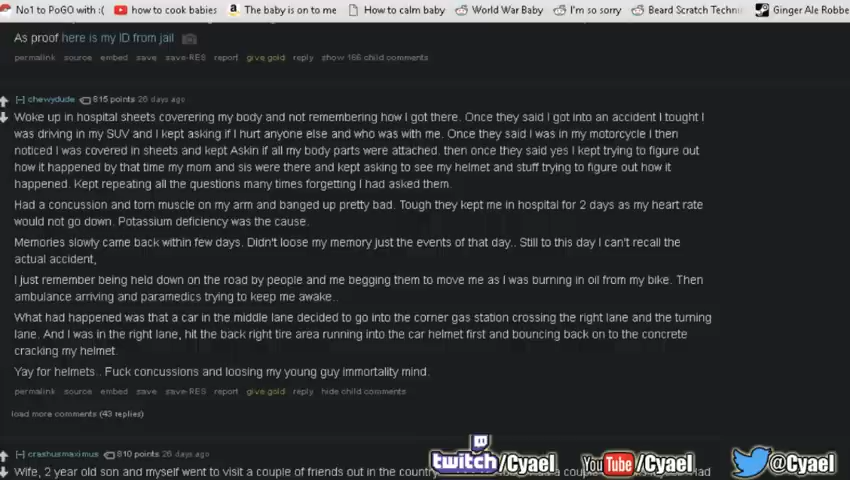 No1 to PoGO with :( how to cook babies The baby is on to me How to calm baby World War Baby I'm so sorry Beard Scratch Techni Ginger Ale Robbe
As proof here is my ID from jail
permalink source embed save save-RES report give gold reply show 166 child comments
[-] chewydude 815 points 26 days ago
Woke up in hospital sheets coverering my body and not remembering how I got there. Once they said I got into an accident I tought I
was driving in my SUV and I kept asking if I hurt anyone else and who was with me. Once they said I was in my motorcycle I then
noticed I was covered in sheets and kept Askin if all my body parts were attached. then once they said yes I kept trying to figure out
how it happened by that time my mom and sis were there and kept asking to see my helmet and stuff trying to figure out how it
happened. Kept repeating all the questions many times forgetting I had asked them.
Had a concussion and torn muscle on my arm and banged up pretty bad. Tough they kept me in hospital for 2 days as my heart rate
would not go down. Potassium deficiency was the cause.
Memories slowly came back within few days. Didn't loose my memory just the events of that day.. Still to this day I can't recall the
actual accident,
I just remember being held down on the road by people and me begging them to move me as I was burning in oil from my bike. Then
ambulance arriving and paramedics trying to keep me awake..
What had happened was that a car in the middle lane decided to go into the corner gas station crossing the right lane and the turning
lane. And I was in the right lane, hit the back right tire area running into the car helmet first and bouncing back on to the concrete
cracking my helmet.
Yay for helmets.. Fuck concussions and loosing my young guy immortality mind.
permalink source embed save save-RES report give gold reply hide child comments
load more comments (43 replies)
[-] crashusmaximus 810 points 26 days ago
Wife, 2 year old son and myself went to visit a couple of friends out in the country
twitch/Cyael YouTube/Cyael @Cyael